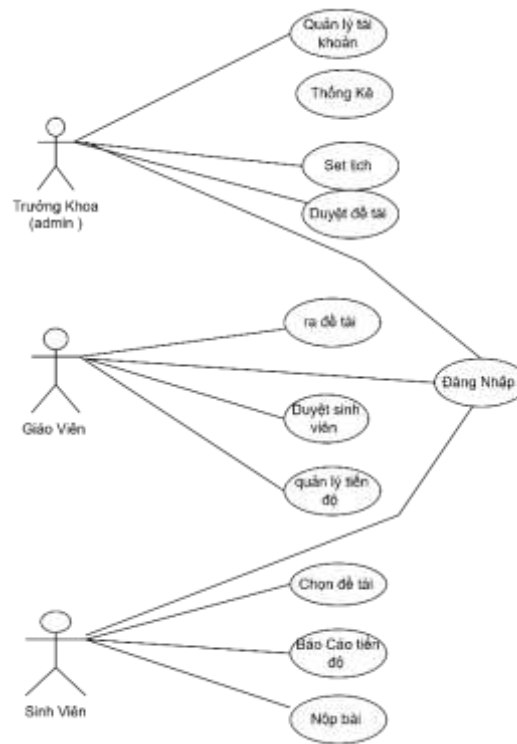 Quản lý tài
khoản
Thống Kê
Set lịch
Duyệt đề tài
Trưởng Khoa
(admin )
ra đề tài
Đăng Nhập
Duyệt sinh
viên
Giáo Viên
quản lý tiến
độ
Chọn đề tài
Báo Cáo tiến
độ
Sinh Viên
Nộp bài